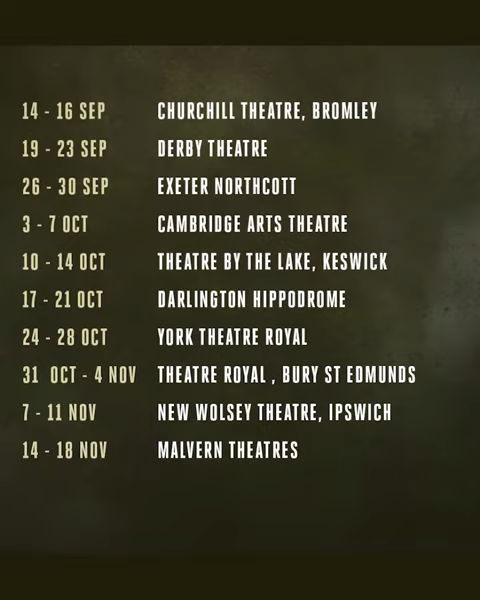 14 - 16 SEP CHURCHILL THEATRE, BROMLEY
19 - 23 SEP DERBY THEATRE
26 - 30 SEP EXETER NORTHCOTT
3 - 7 OCT CAMBRIDGE ARTS THEATRE
10 - 14 OCT THEATRE BY THE LAKE, KESWICK
17 - 21 OCT DARLINGTON HIPPODROME
24 - 28 OCT YORK THEATRE ROYAL
31 OCT - 4 NOV THEATRE ROYAL , BURY ST EDMUNDS
7 - 11 NOV NEW WOLSEY THEATRE, IPSWICH
14 - 18 NOV MALVERN THEATRES